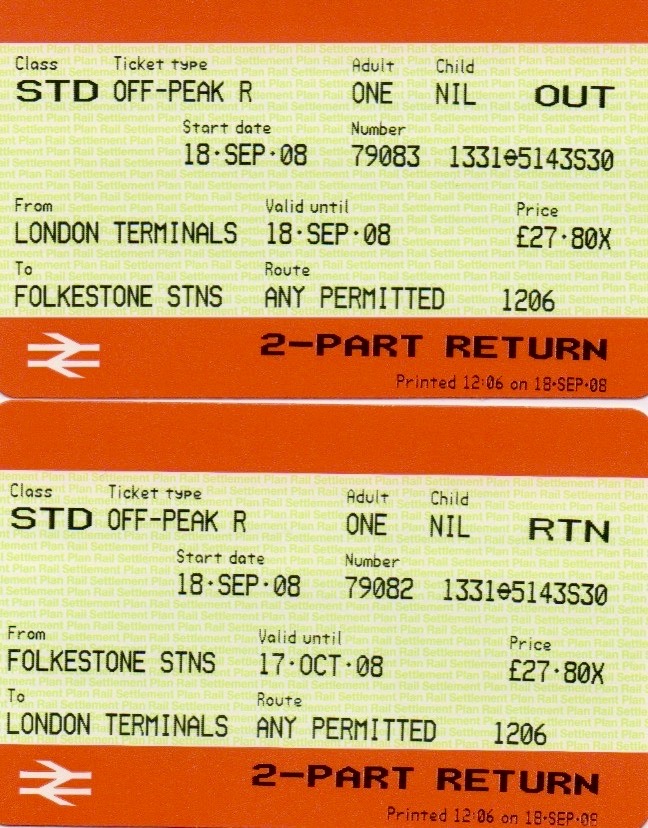 Class Ticket type Adult Child
STD OFF-PEAK R ONE NIL OUT
Start date Number
18·SEP·08 79083 133105143S30
From Valid until Price
LONDON TERMINALS 18·SEP·08 £27·80X
To Route
FOLKESTONE STNS ANY PERMITTED 1206
2-PART RETURN
Printed 12:06 on 18·SEP·08
Class Ticket type Adult Child
STD OFF-PEAK R ONE NIL RTN
Start date Number
18·SEP·08 79082 133105143S30
From Valid until Price
FOLKESTONE STNS 17·OCT·08 £27·80X
To Route
LONDON TERMINALS ANY PERMITTED 1206
2-PART RETURN
Printed 12:06 on 18·SEP·08